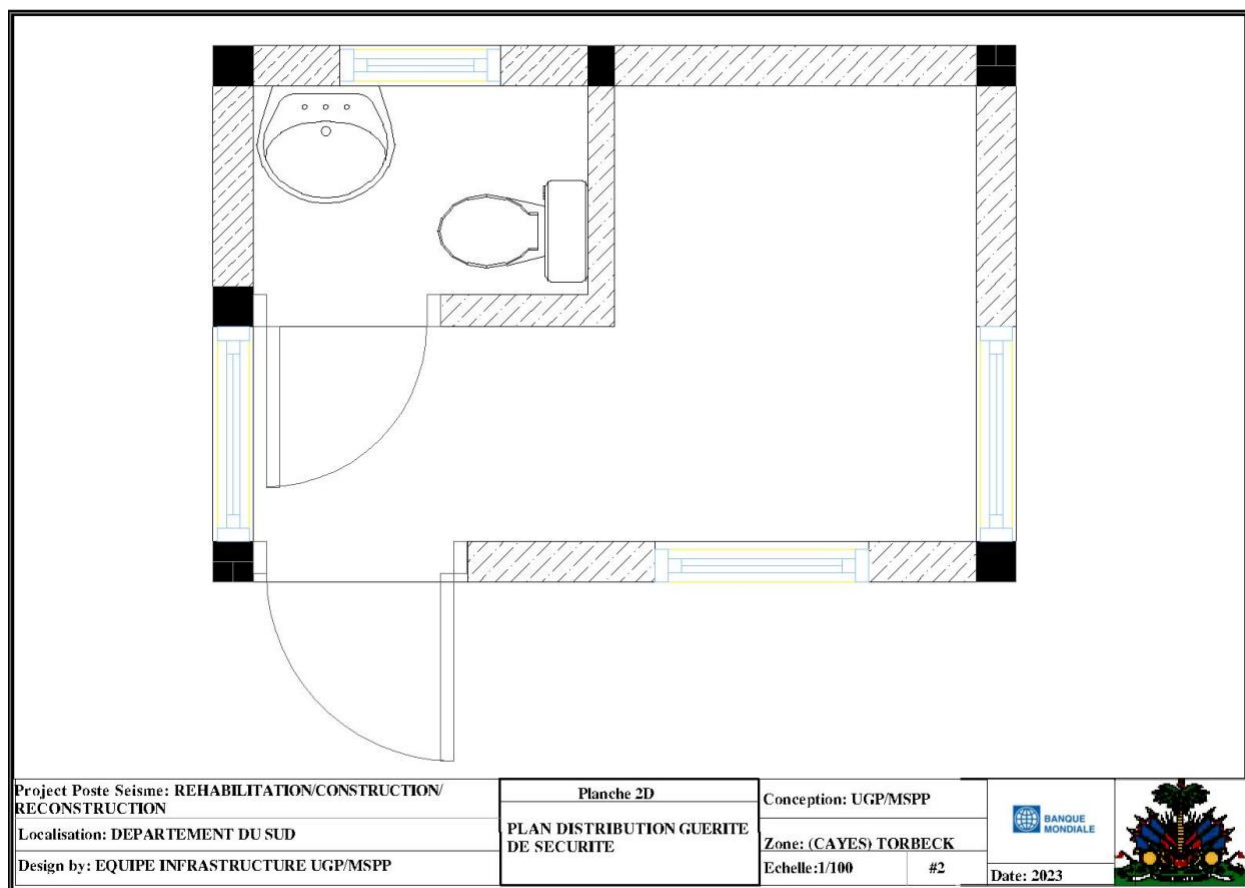 Project Poste Seisme: REHABILITATION/CONSTRUCTION/
RECONSTRUCTION
Localisation: DEPARTEMENT DU SUD
Design by: EQUIPE INFRASTRUCTURE UGP/MSPP
Planche 2D
PLAN DISTRIBUTION GUERITE
DE SECURITE
Conception: UGP/MSPP
Zone: (CAYES) TORBECK
Echelle:1/100 #2
BANQUE
MONDIALE
Date: 2023